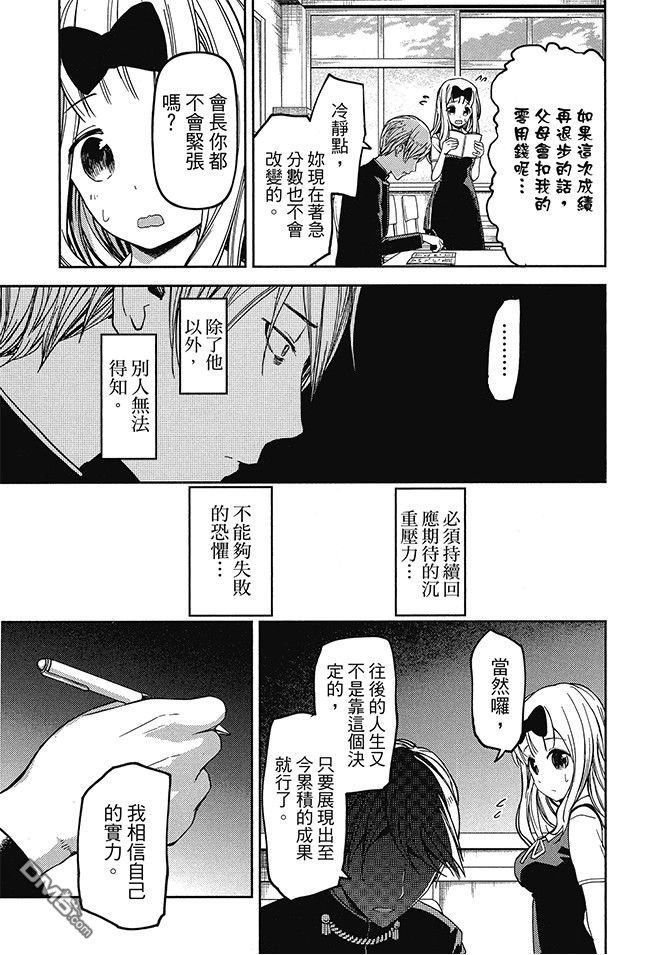 如果這次成績
再退步的話，
父母會扣我的
零用錢呢…
冷靜點，
妳現在著急
分數也不會
改變的。
會長你都
不會緊張
嗎？
………
除了他
以外，
別人無法
得知。
必須持續回
應期待的沉
重壓力…
不能夠失敗
的恐懼…
當然囉，
往後的人生又
不是靠這個決
定的，
只要展現出至
今累積的成果
就行了。
我相信自己
的實力。